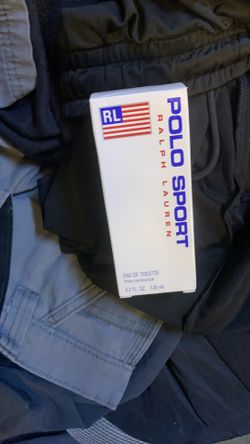 RL
POLO SPORT
RALPH LAUREN
EAU DE TOILETTE
4.2 FL. OZ 125 ml